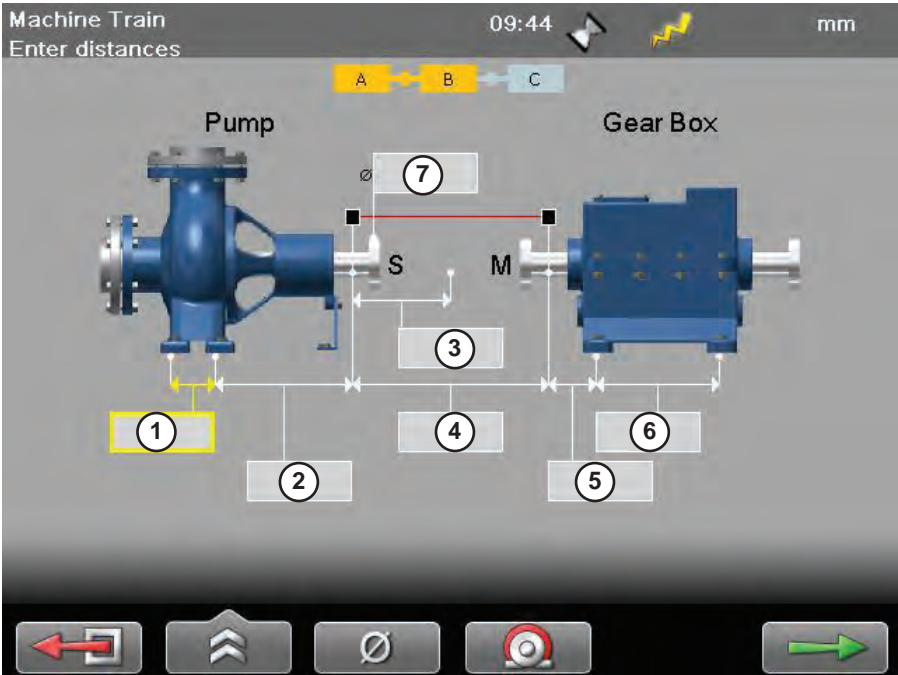 Machine Train
09:44
mm
Enter distances
A
B
C
Pump
Gear Box
Ø
7
S
M
3
1
4
6
2
5
Ø